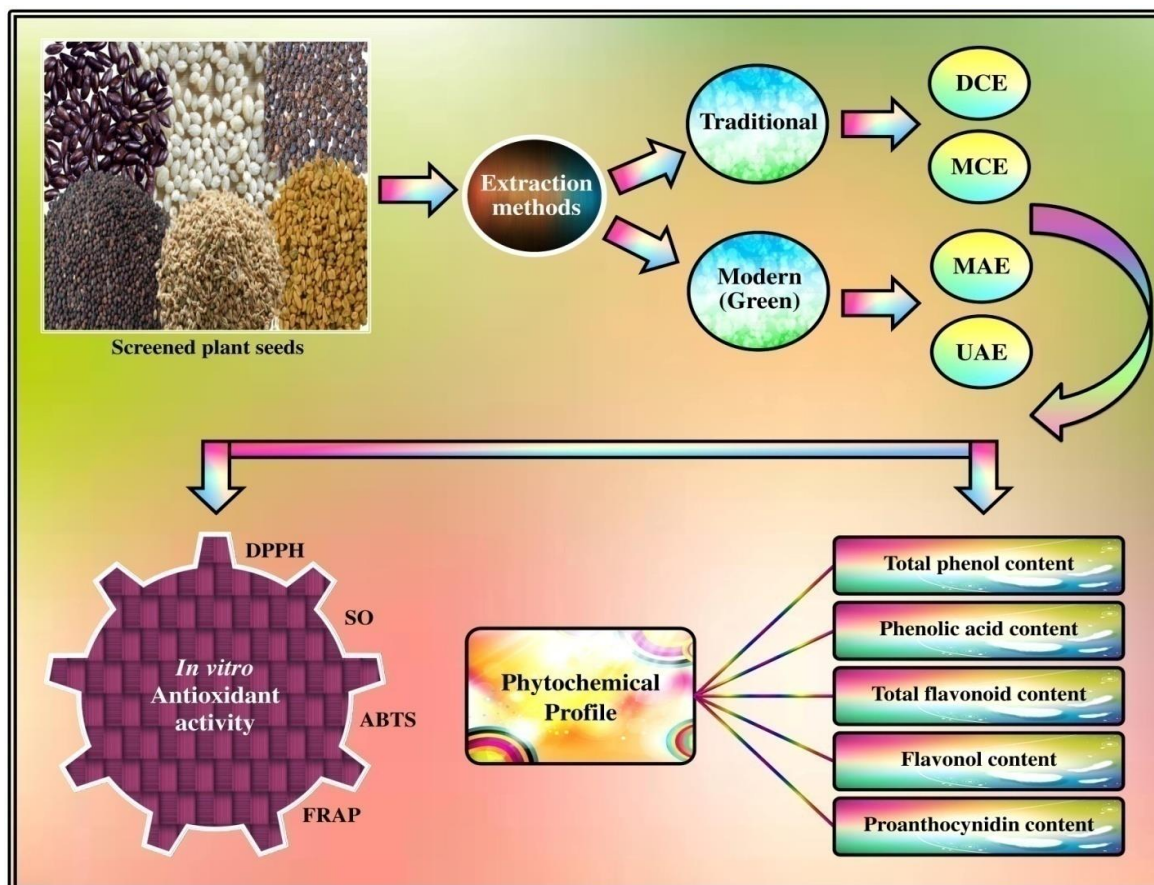 Screened plant seeds
Extraction
methods
Traditional
Modern
(Green)
DCE
MCE
MAE
UAE
In vitro
Antioxidant
activity
DPPH
SO
ABTS
FRAP
Phytochemical
Profile
Total phenol content
Phenolic acid content
Total flavonoid content
Flavonol content
Proanthocynidin content